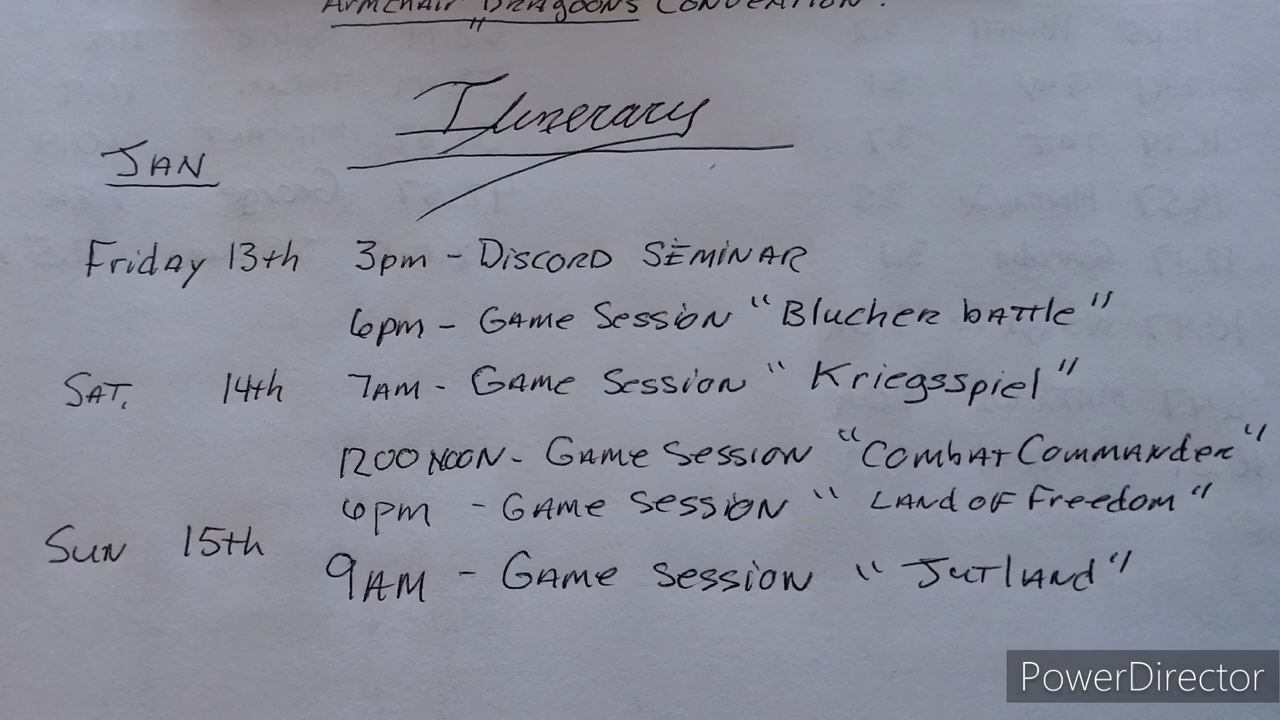 ARMCHAIR DRAGOONS CONVENTION.
Itinerary
JAN
Friday 13th 3pm - DISCORD SEMINAR
6pm - GAME SESSION "Blucher bATTle"
SAT. 14th 7AM - GAME SESSION "Kriegsspiel"
1200 NOON - GAME SESSION "COMBAT COMMANDER"
6pm - GAME SESSION "LAND OF FREEDOM"
SUN 15th
9AM - GAME SESSION "JUTLAND"
PowerDirector